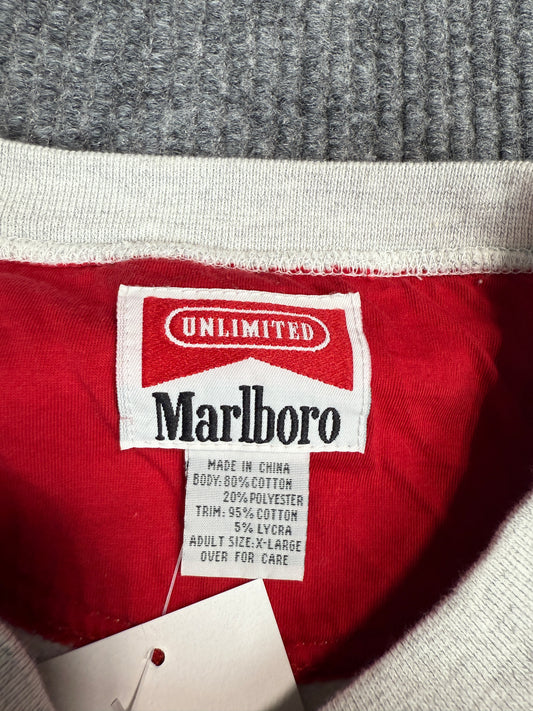 UNLIMITED
Marlboro
MADE IN CHINA
BODY: 80% COTTON
20% POLYESTER
TRIM: 95% COTTON
5% LYCRA
ADULT SIZE: X-LARGE
OVER FOR CARE